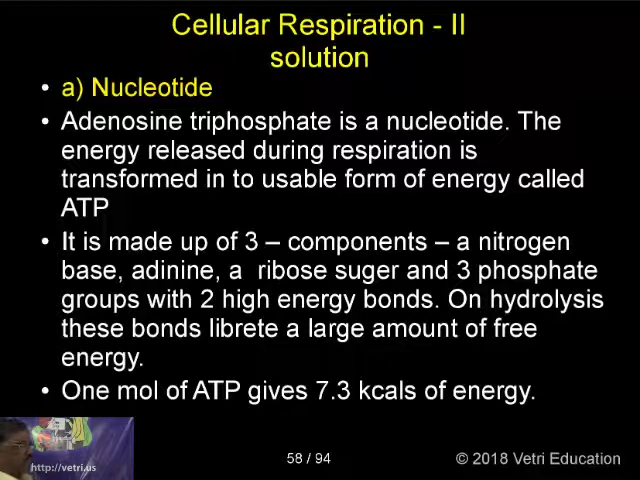 Cellular Respiration - II
solution
• a) Nucleotide
• Adenosine triphosphate is a nucleotide. The
energy released during respiration is
transformed in to usable form of energy called
ATP
• It is made up of 3 – components – a nitrogen
base, adinine, a ribose suger and 3 phosphate
groups with 2 high energy bonds. On hydrolysis
these bonds librete a large amount of free
energy.
• One mol of ATP gives 7.3 kcals of energy.
http://vetri.us
58 / 94
© 2018 Vetri Education